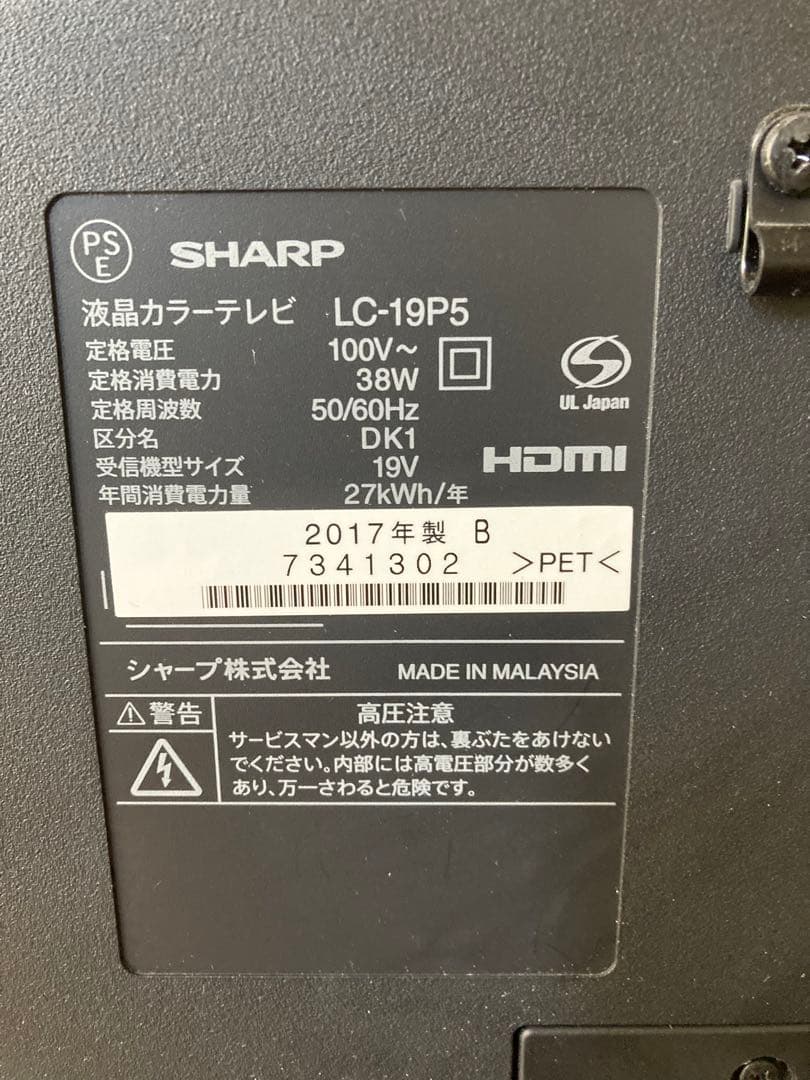 PSE
SHARP
液晶カラーテレビ LC-19P5
定格電圧 100V～
定格消費電力 38W
UL Japan
定格周波数 50/60Hz
区分名 DK1
HDMI
受信機型サイズ 19V
年間消費電力量 27kWh/年
2017年製 B
7341302 >PET<
シャープ株式会社 MADE IN MALAYSIA
⚠警告 高圧注意
サービスマン以外の方は、裏ぶたをあけない
でください。内部には高電圧部分が数多く
あり、万一さわると危険です。